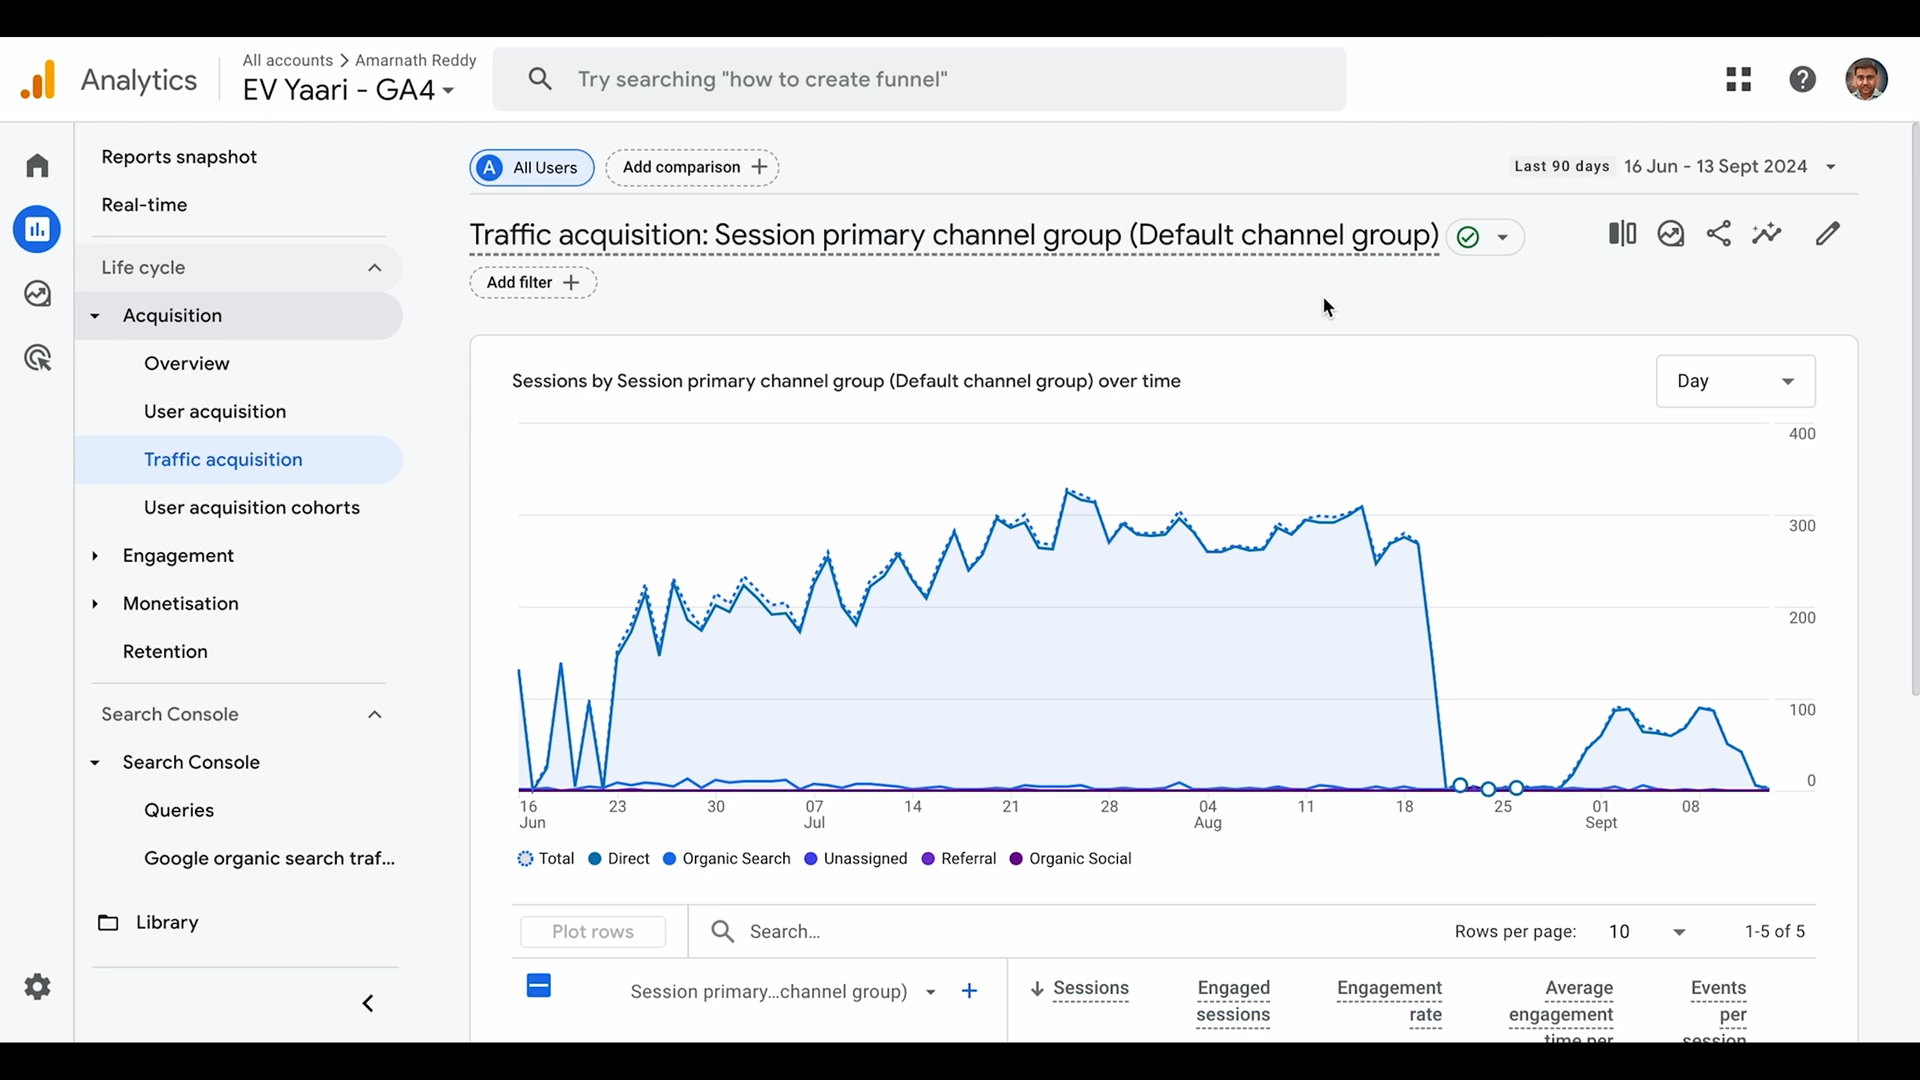 Analytics
All accounts > Amarnath Reddy
EV Yaari - GA4
Try searching "how to create funnel"
Reports snapshot
Real-time
Life cycle
Acquisition
Overview
User acquisition
Traffic acquisition
User acquisition cohorts
Engagement
Monetisation
Retention
Search Console
Search Console
Queries
Google organic search traf...
Library
A All Users
Add comparison +
Last 90 days 16 Jun - 13 Sept 2024
Traffic acquisition: Session primary channel group (Default channel group)
Add filter +
Sessions by Session primary channel group (Default channel group) over time
Day
400
300
200
100
0
16 23 30 07 14 21 28 04 11 18 25 01 08
Jun Jul Aug Sept
Total Direct Organic Search Unassigned Referral Organic Social
Plot rows
Search...
Rows per page: 10
1-5 of 5
Session primary...channel group)
Sessions
Engaged
sessions
Engagement
rate
Average
engagement
time per
Events
per
session